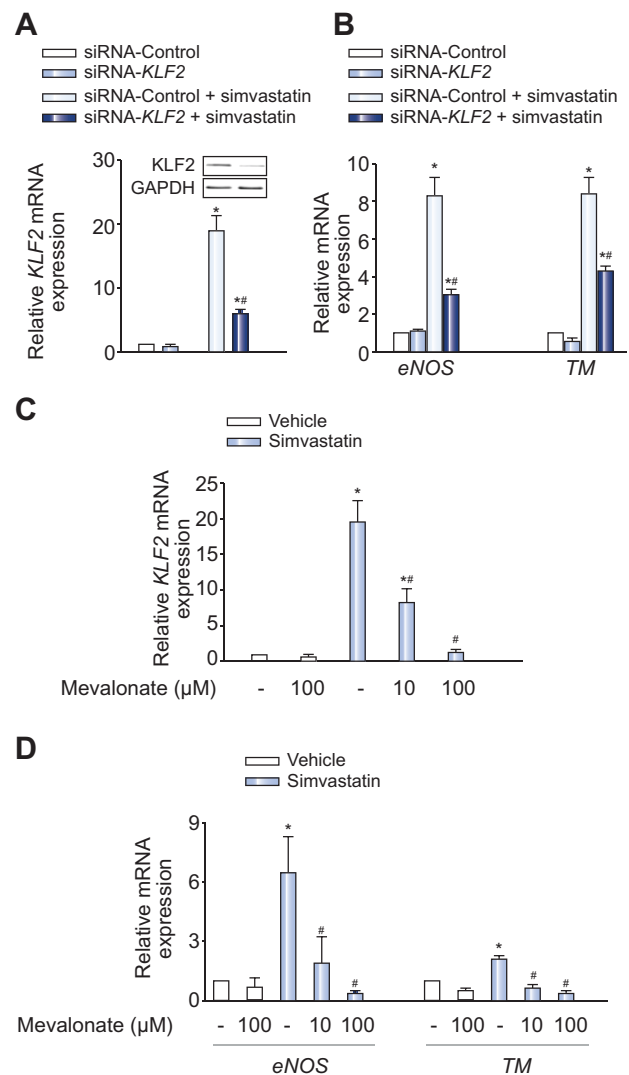 A
siRNA-Control
siRNA-KLF2
siRNA-Control + simvastatin
siRNA-KLF2 + simvastatin
Relative KLF2 mRNA
expression
30
20
10
0
KLF2
GAPDH
*
*#
B
siRNA-Control
siRNA-KLF2
siRNA-Control + simvastatin
siRNA-KLF2 + simvastatin
Relative mRNA
expression
10
8
6
4
2
0
*
*#
*
*#
eNOS TM
C
Vehicle
Simvastatin
Relative KLF2 mRNA
expression
25
20
15
10
5
0
*
*#
#
Mevalonate (µM) - 100 - 10 100
D
Vehicle
Simvastatin
Relative mRNA
expression
9
6
3
0
*
#
#
*
#
#
Mevalonate (µM) - 100 - 10 100 - 100 - 10 100
eNOS TM